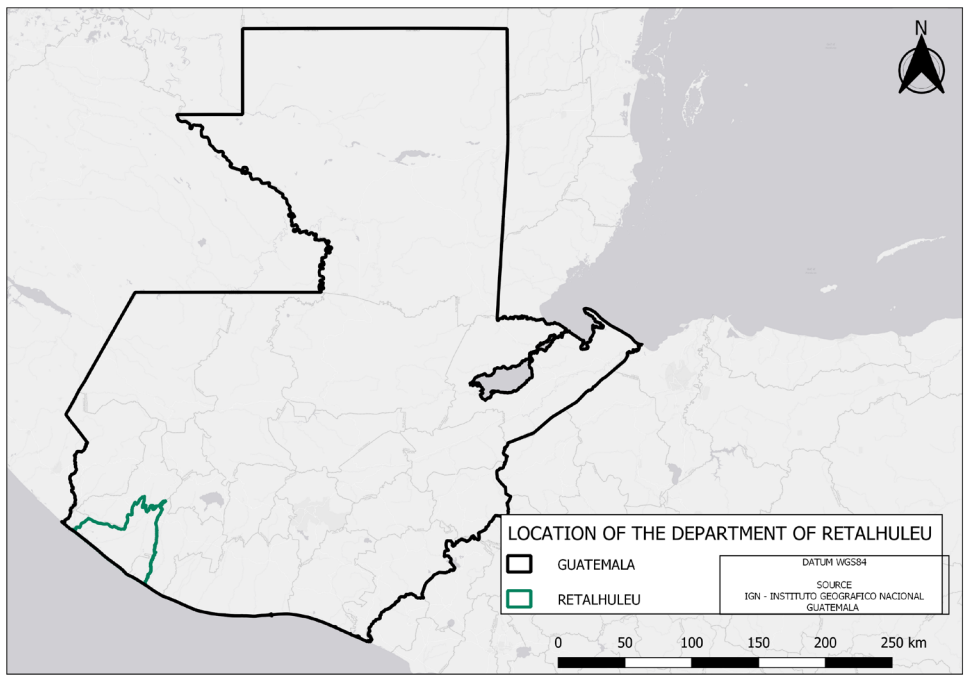 N
LOCATION OF THE DEPARTMENT OF RETALHULEU
GUATEMALA
RETALHULEU
DATUM WGS84
SOURCE
IGN - INSTITUTO GEOGRAFICO NACIONAL
GUATEMALA
0 50 100 150 200 250 km